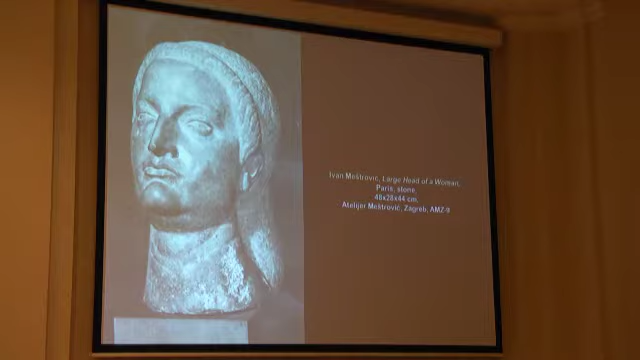 Ivan Meštrović, Large Head of a Woman,
Paris, stone,
48x28x44 cm.
Atelijer Meštrović, Zagreb, AMZ-9